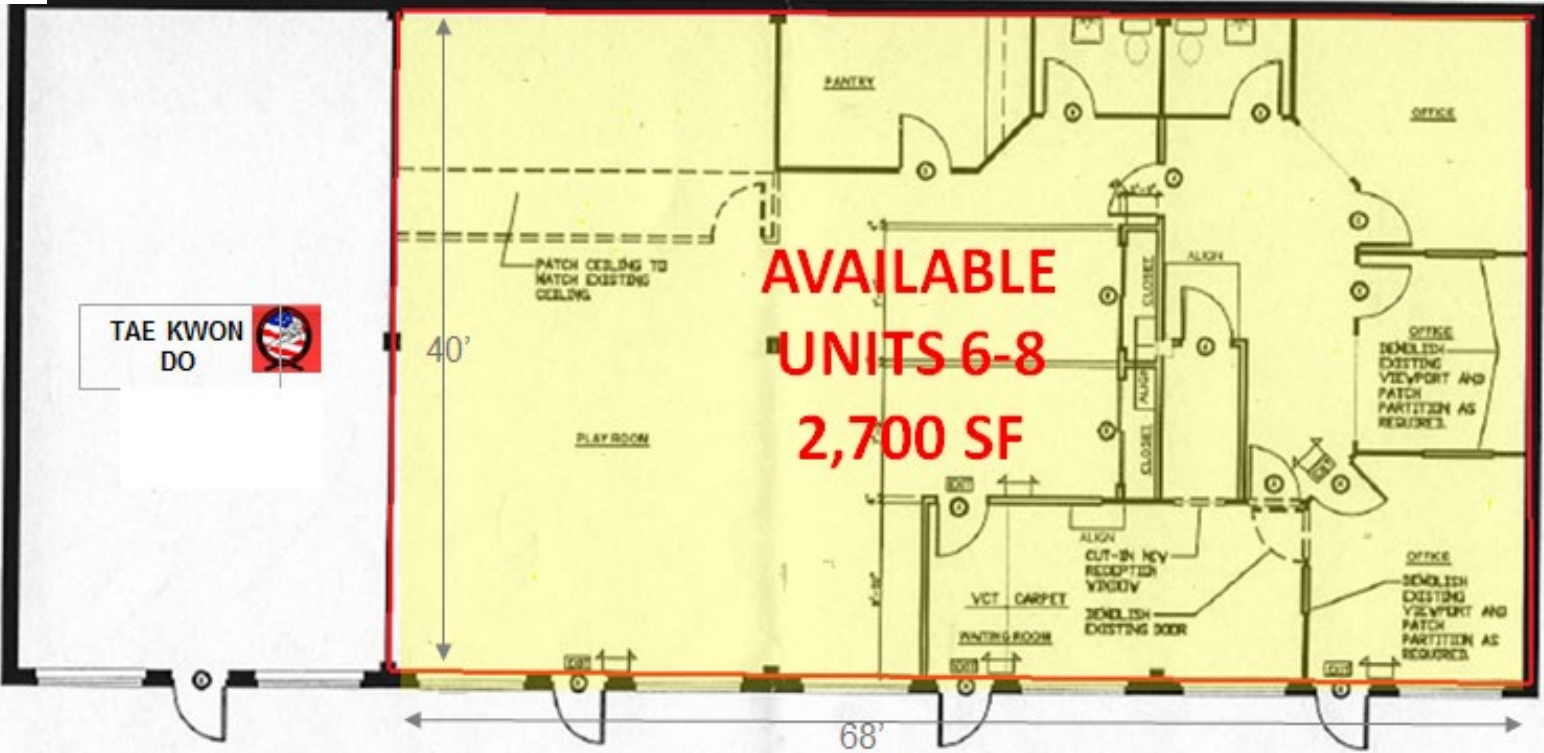 PANTRY
OFFICE
PATCH CEILING TO
MATCH EXISTING
CEILING
AVAILABLE
UNITS 6-8
2,700 SF
TAE KWON
DO
40'
CLOSET
ALIGN
ALIGN
CLOSET
OFFICE
DEMOLISH
EXISTING
VIEWPORT AND
PATCH
PARTITION AS
REQUIRED.
PLAY ROOM
EXIT
ALIGN
CUT-IN NEW
RECEPTION
WINDOW
VCT CARPET
DEMOLISH
EXISTING DOOR
WAITING ROOM
OFFICE
DEMOLISH
EXISTING
VIEWPORT AND
PATCH
PARTITION AS
REQUIRED.
EXIT
EXIT
EXIT
68'